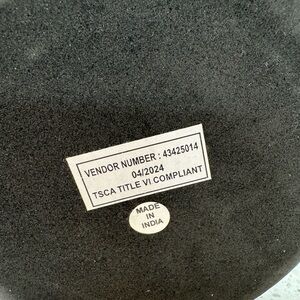 VENDOR NUMBER : 43425014
04/2024
TSCA TITLE VI COMPLIANT
MADE
IN
INDIA